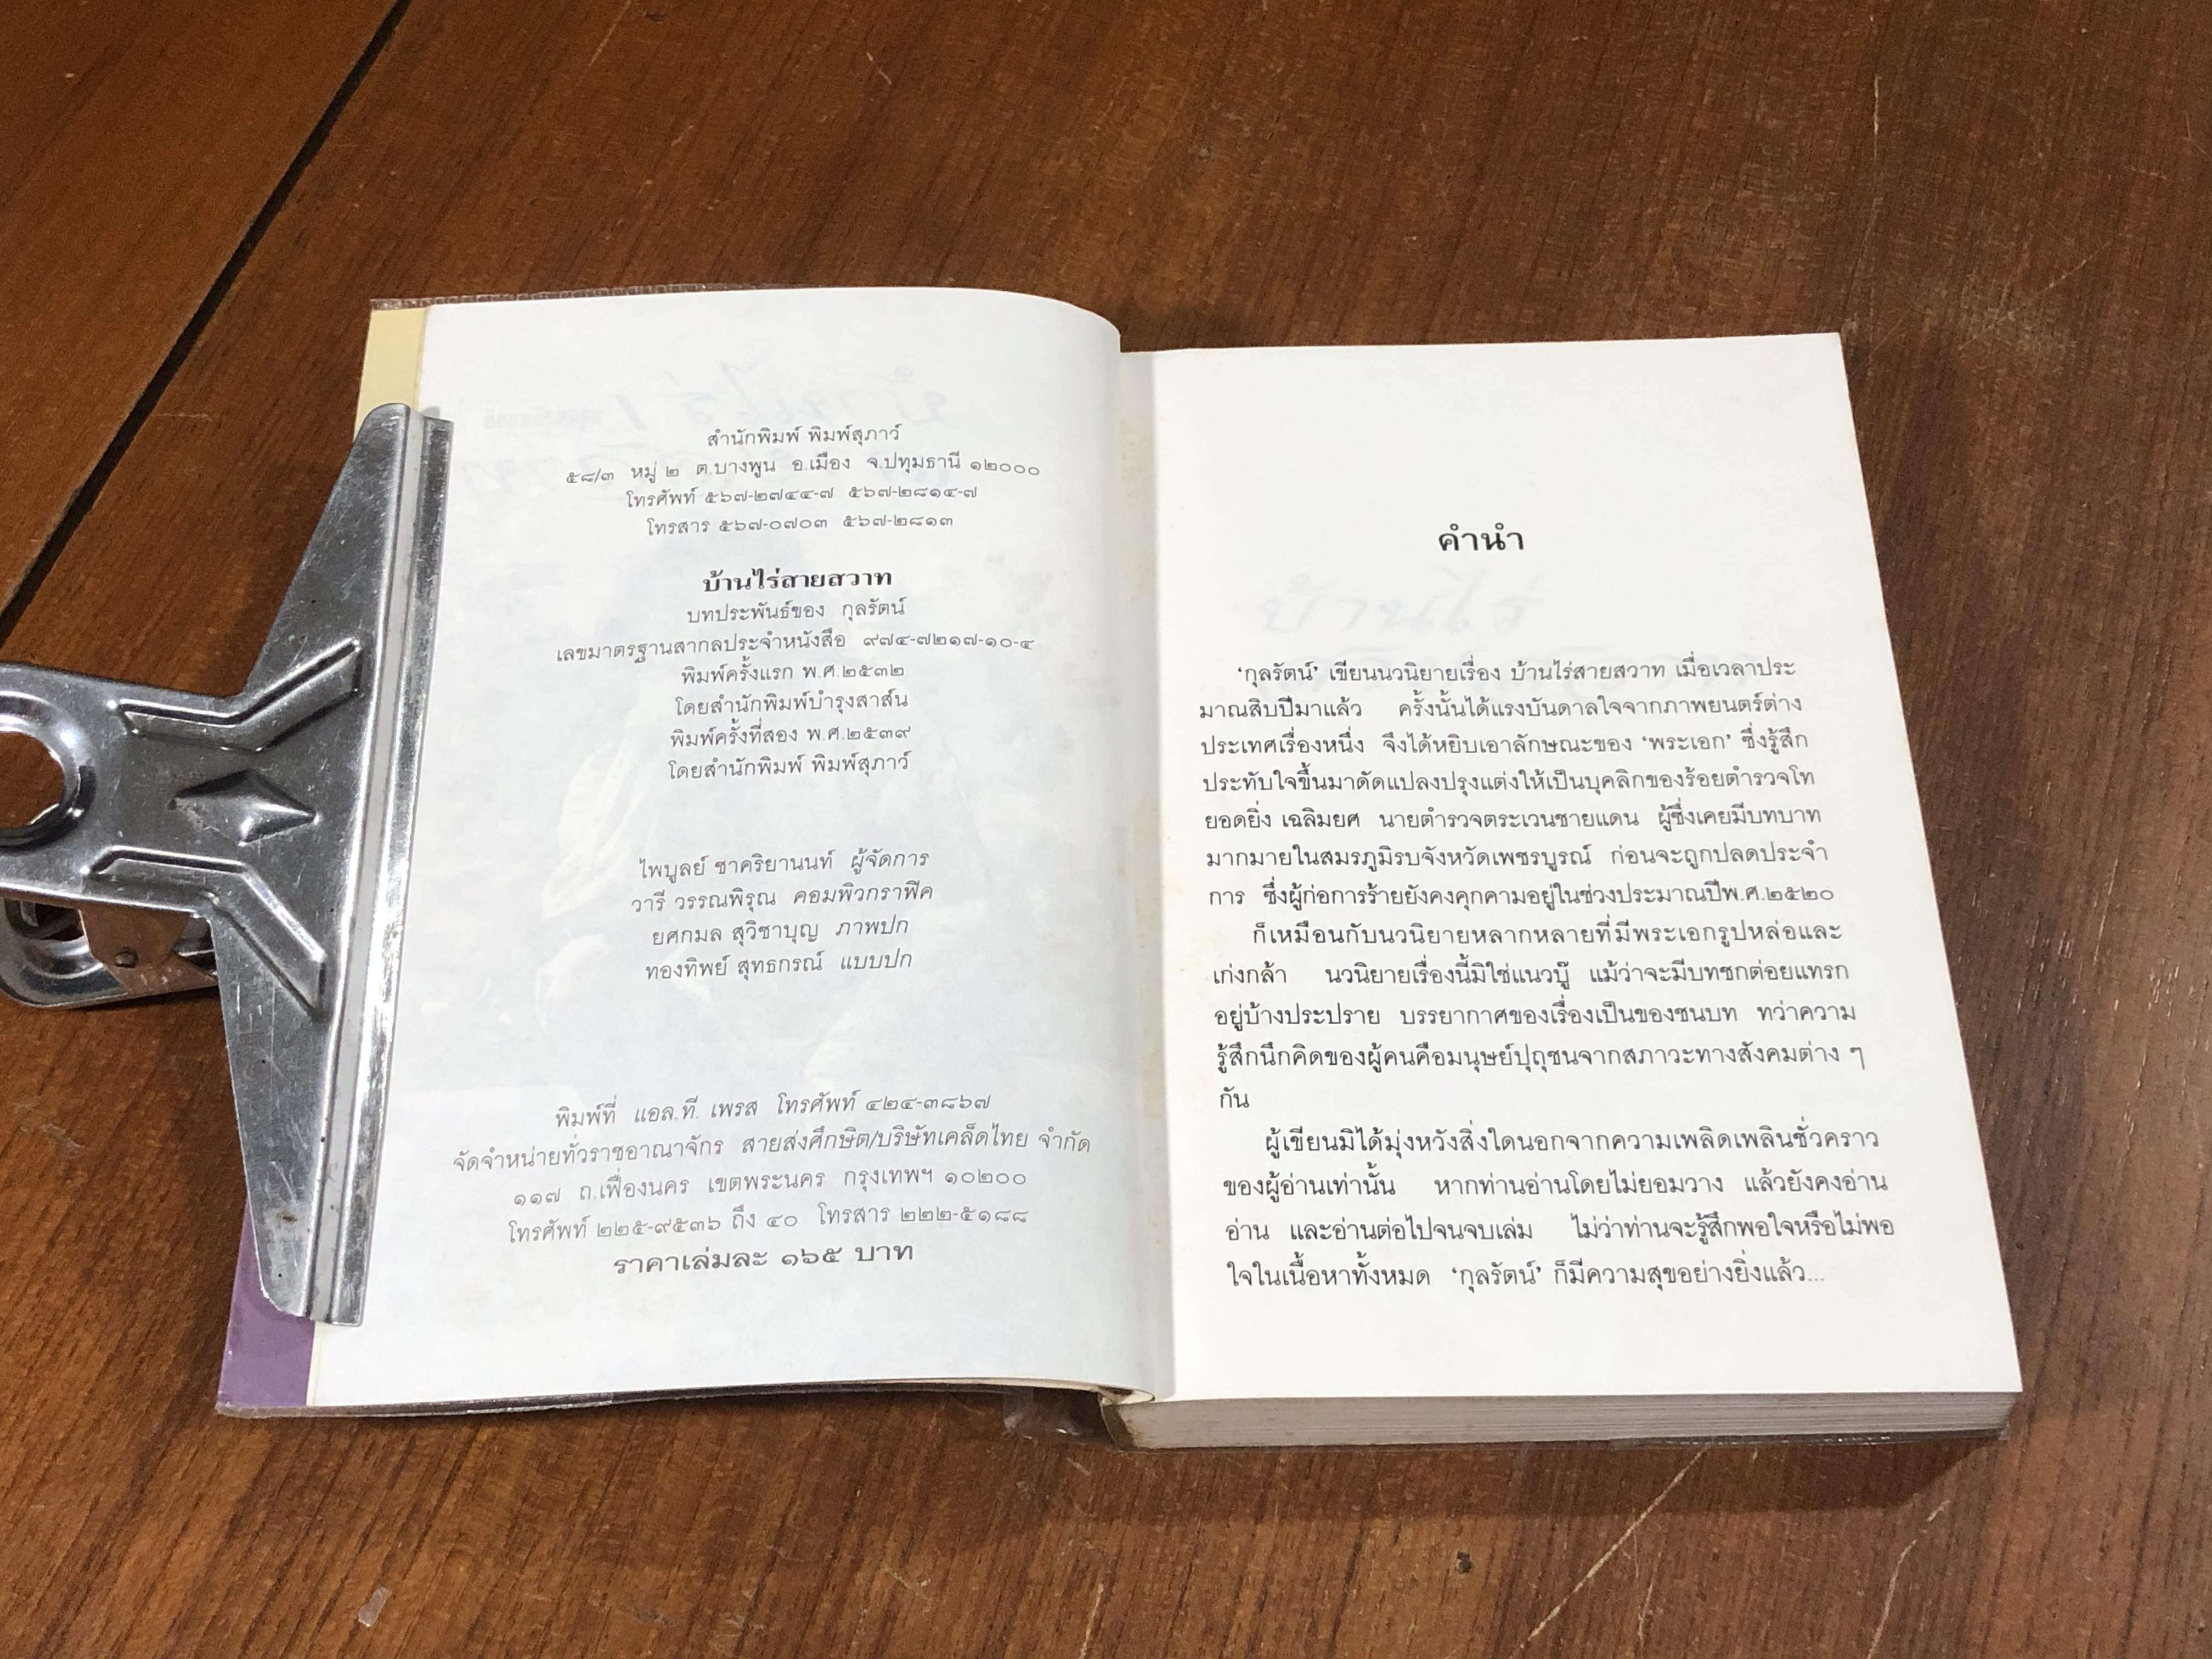 สำนักพิมพ์ พิมพ์สุภาว์
๕๘/๓ หมู่ ๒ ต.บางพูน อ.เมือง จ.ปทุมธานี ๑๒๐๐๐
โทรศัพท์ ๕๖๗-๒๗๔๔-๗ ๕๖๗-๒๘๑๔-๗
โทรสาร ๕๖๗-๐๗๐๓ ๕๖๗-๒๘๑๓
บ้านไร่สายสวาท
บทประพันธ์ของ กุลรัตน์
เลขมาตรฐานสากลประจำหนังสือ ๙๗๔-๗๒๑๗-๑๐-๔
พิมพ์ครั้งแรก พ.ศ.๒๕๓๒
โดยสำนักพิมพ์บำรุงสาส์น
พิมพ์ครั้งที่สอง พ.ศ.๒๕๓๙
โดยสำนักพิมพ์ พิมพ์สุภาว์
ไพบูลย์ ชาคริยานนท์ ผู้จัดการ
วารี วรรณพิรุณ คอมพิวกราฟีค
ยศกมล สุวิชาบุญ ภาพปก
ทองทิพย์ สุทธกรณ์ แบบปก
พิมพ์ที่ แอล.ที. เพรส โทรศัพท์ ๔๒๔-๓๘๖๗
จัดจำหน่ายทั่วราชอาณาจักร สายส่งศึกษิต/บริษัทเคล็ดไทย จำกัด
๑๑๗ ถ.เฟื่องนคร เขตพระนคร กรุงเทพฯ ๑๐๒๐๐
โทรศัพท์ ๒๒๕-๙๕๓๖ ถึง ๔๐ โทรสาร ๒๒๒-๕๑๘๘
ราคาเล่มละ ๑๖๕ บาท
คำนำ
‘กุลรัตน์’ เขียนนวนิยายเรื่อง บ้านไร่สายสวาท เมื่อเวลาประ
มาณสิบปีมาแล้ว ครั้งนั้นได้แรงบันดาลใจจากภาพยนตร์ต่าง
ประเทศเรื่องหนึ่ง จึงได้หยิบเอาลักษณะของ ‘พระเอก’ ซึ่งรู้สึก
ประทับใจขึ้นมาดัดแปลงปรุงแต่งให้เป็นบุคลิกของร้อยตำรวจโท
ยอดยิ่ง เฉลิมยศ นายตำรวจตระเวนชายแดน ผู้ซึ่งเคยมีบทบาท
มากมายในสมรภูมิรบจังหวัดเพชรบูรณ์ ก่อนจะถูกปลดประจำ
การ ซึ่งผู้ก่อการร้ายยังคงคุกคามอยู่ในช่วงประมาณปีพ.ศ.๒๕๒๐
ก็เหมือนกับนวนิยายหลากหลายที่มีพระเอกรูปหล่อและ
เก่งกล้า นวนิยายเรื่องนี้มิใช่แนวบู๊ แม้ว่าจะมีบทชกต่อยแทรก
อยู่บ้างประปราย บรรยากาศของเรื่องเป็นของชนบท ทว่าความ
รู้สึกนึกคิดของผู้คนคือมนุษย์ปุถุชนจากสภาวะทางสังคมต่าง ๆ
กัน
ผู้เขียนมิได้มุ่งหวังสิ่งใดนอกจากความเพลิดเพลินชั่วคราว
ของผู้อ่านเท่านั้น หากท่านอ่านโดยไม่ยอมวาง แล้วยังคงอ่าน
อ่าน และอ่านต่อไปจนจบเล่ม ไม่ว่าท่านจะรู้สึกพอใจหรือไม่พอ
ใจในเนื้อหาทั้งหมด ‘กุลรัตน์’ ก็มีความสุขอย่างยิ่งแล้ว...